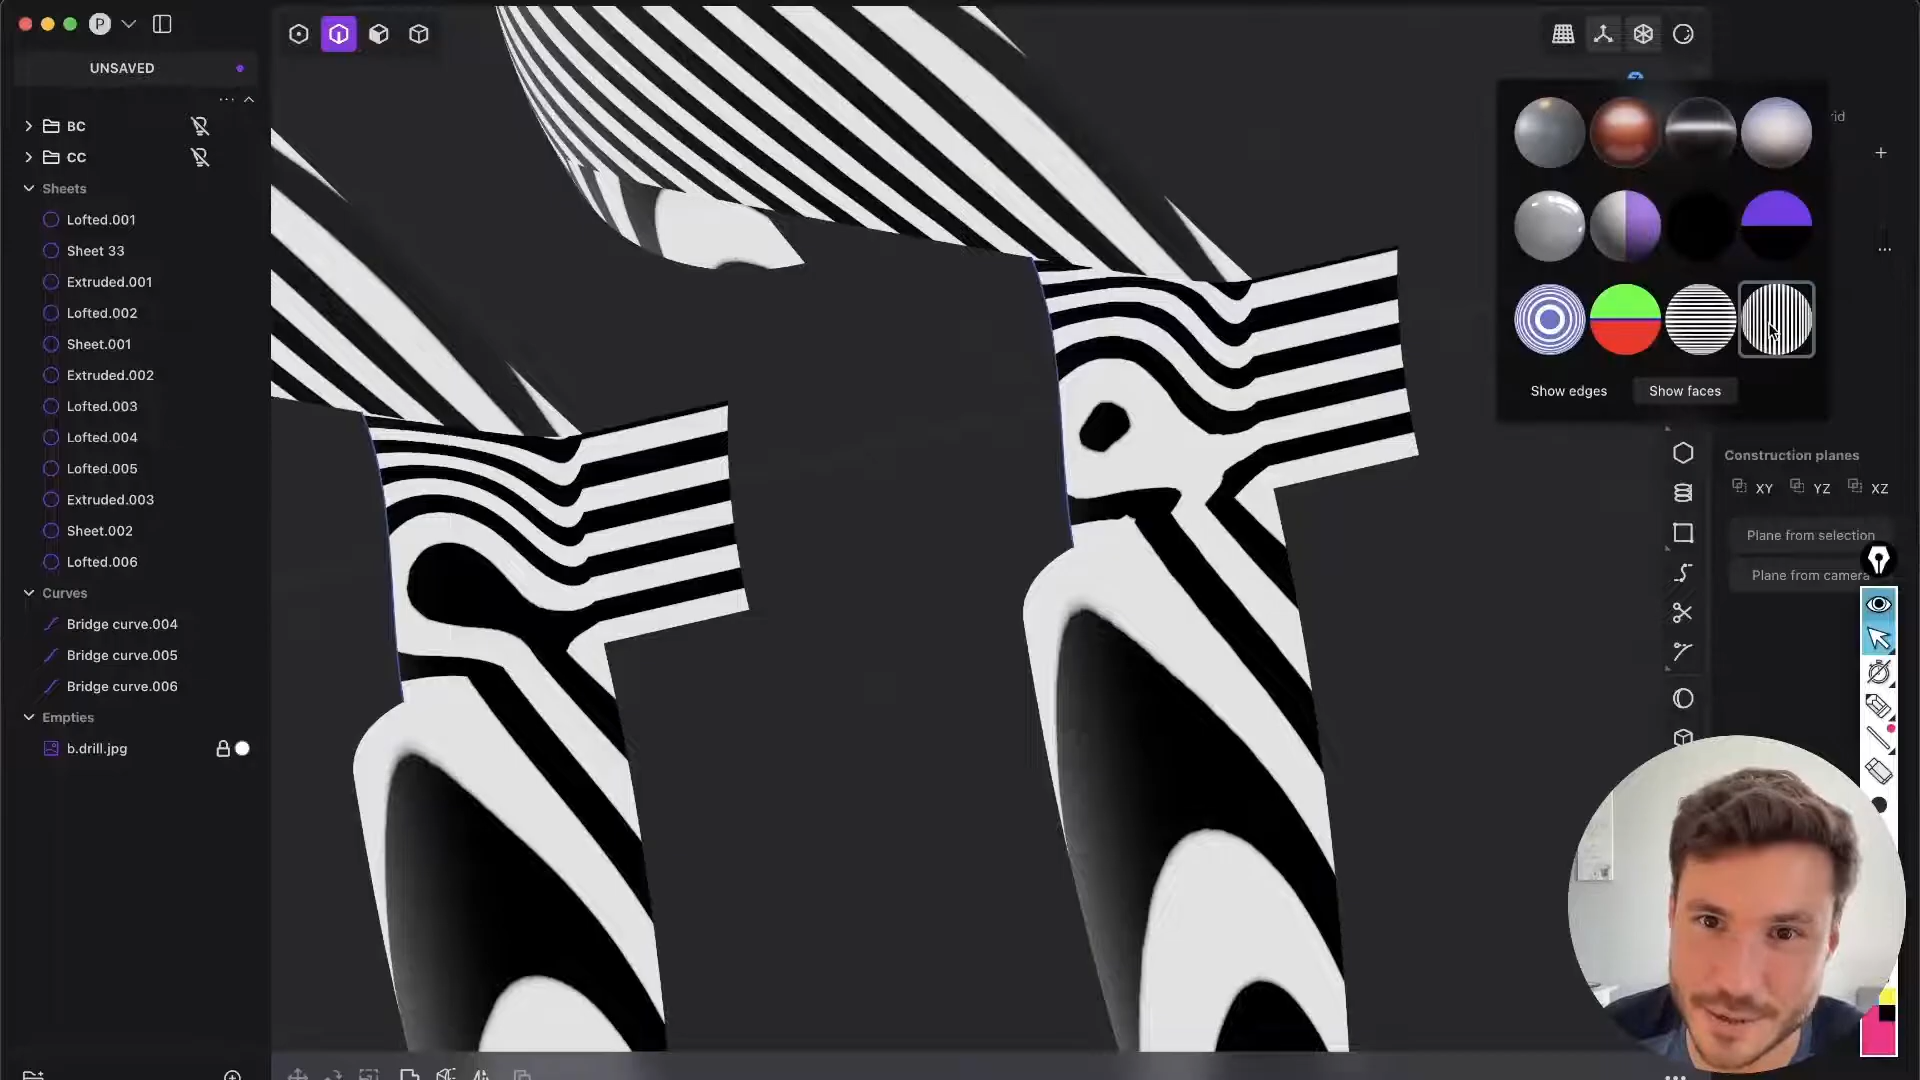 P
UNSAVED
BC
CC
Sheets
Lofted.001
Sheet 33
Extruded.001
Lofted.002
Sheet.001
Extruded.002
Lofted.003
Lofted.004
Lofted.005
Extruded.003
Sheet.002
Lofted.006
Curves
Bridge curve.004
Bridge curve.005
Bridge curve.006
Empties
b.drill.jpg
Show edges
Show faces
Construction planes
XY
YZ
XZ
Plane from selection
Plane from camera